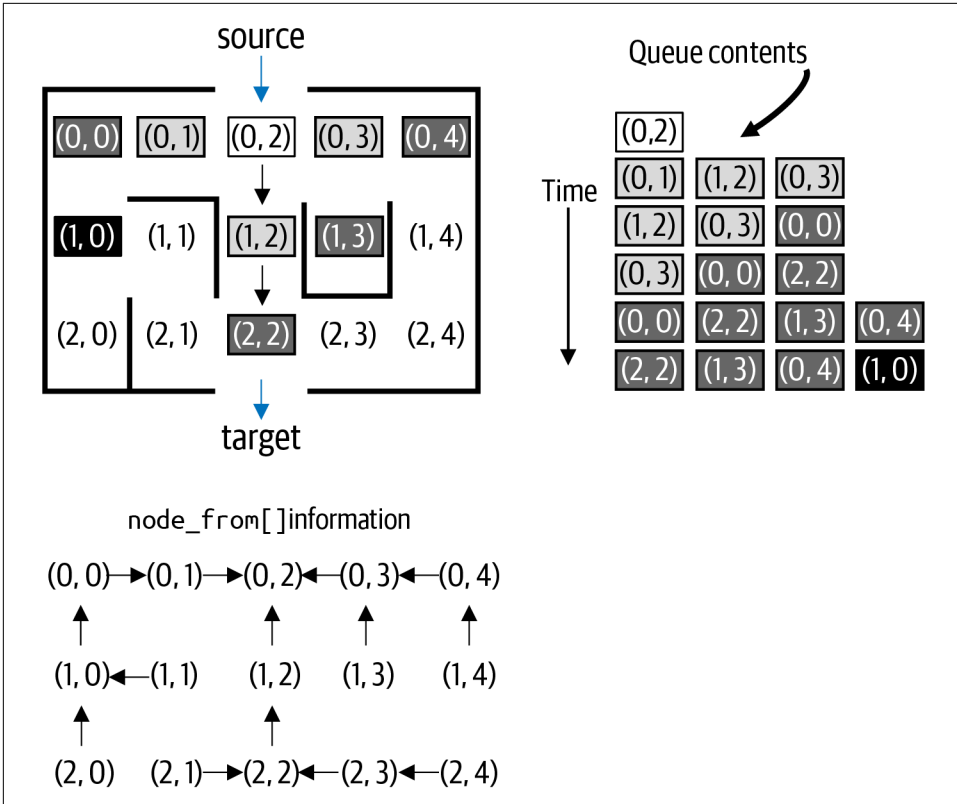 source
(0, 0) (0, 1) (0, 2) (0, 3) (0, 4)
(1, 0) (1, 1) (1, 2) (1, 3) (1, 4)
(2, 0) (2, 1) (2, 2) (2, 3) (2, 4)
target
Queue contents
Time
(0,2)
(0, 1) (1, 2) (0, 3)
(1, 2) (0, 3) (0, 0)
(0, 3) (0, 0) (2, 2)
(0, 0) (2, 2) (1, 3) (0, 4)
(2, 2) (1, 3) (0, 4) (1, 0)
node_from[]information
(0, 0) (0, 1) (0, 2) (0, 3) (0, 4)
(1, 0) (1, 1) (1, 2) (1, 3) (1, 4)
(2, 0) (2, 1) (2, 2) (2, 3) (2, 4)